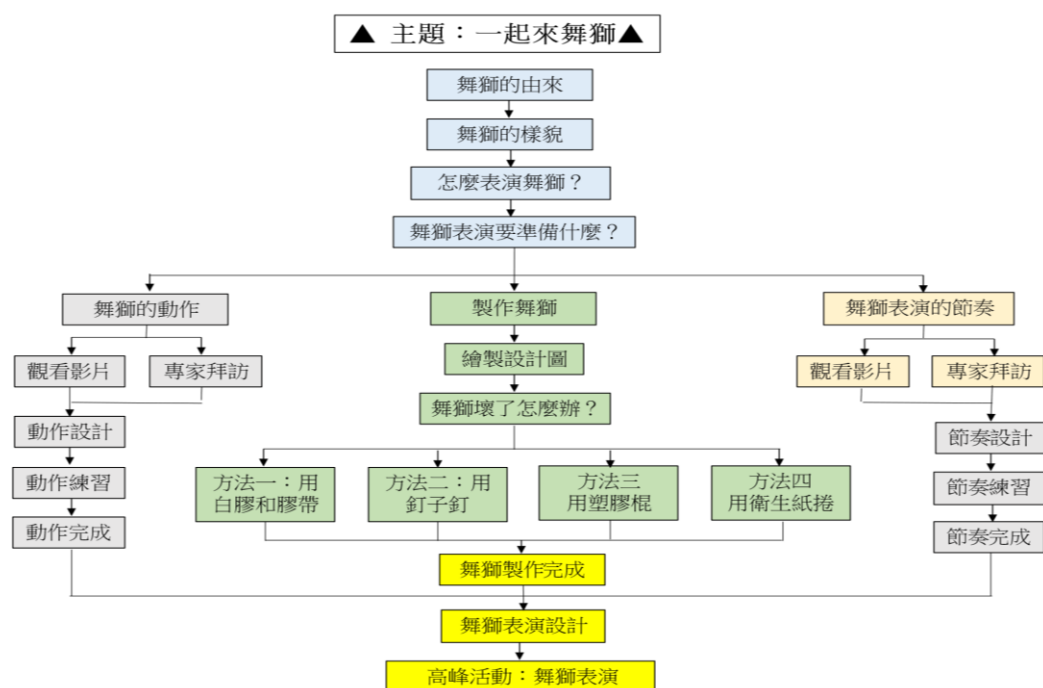 ▲ 主題：一起來舞獅▲
舞獅的由來
舞獅的樣貌
怎麼表演舞獅？
舞獅表演要準備什麼？
舞獅的動作
製作舞獅
舞獅表演的節奏
觀看影片
專家拜訪
繪製設計圖
觀看影片
專家拜訪
舞獅壞了怎麼辦？
動作設計
節奏設計
動作練習
方法一：用
白膠和膠帶
方法二：用
釘子釘
方法三
用塑膠棍
方法四
用衛生紙捲
節奏練習
動作完成
節奏完成
舞獅製作完成
舞獅表演設計
高峰活動：舞獅表演